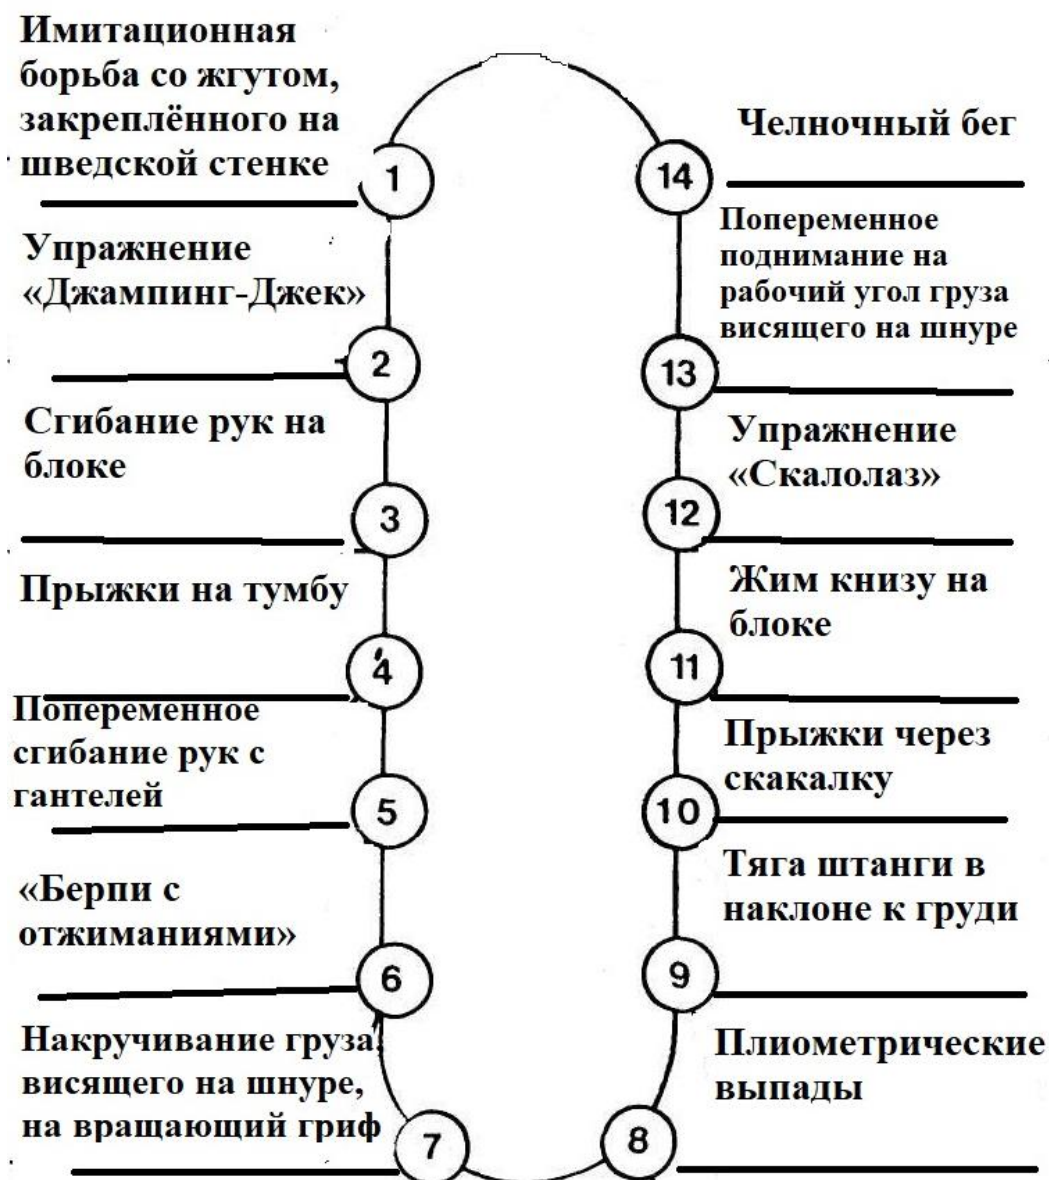 Имитационная
борьба со жгутом,
закреплённого на
шведской стенке
1
Упражнение
«Джампинг-Джек»
2
Сгибание рук на
блоке
3
Прыжки на тумбу
4
Попеременное
сгибание рук с
гантелей
5
«Берпи с
отжиманиями»
6
Накручивание груза,
висящего на шнуре,
на вращающий гриф
7
8
Плиометрические
выпады
9
Тяга штанги в
наклоне к груди
10
Прыжки через
скакалку
11
Жим книзу на
блоке
12
Упражнение
«Скалолаз»
13
Попеременное
поднимание на
рабочий угол груза
висящего на шнуре
14
Челночный бег